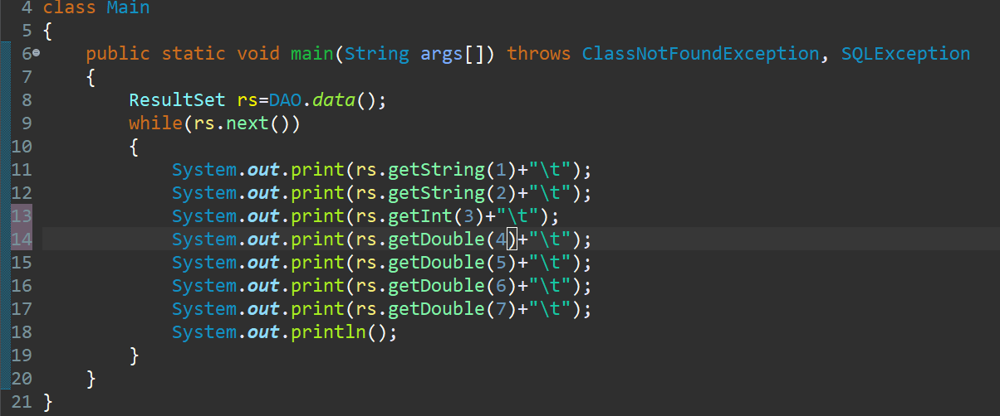 4 class Main
5 {
6 public static void main(String args[]) throws ClassNotFoundException, SQLException
7 {
8 ResultSet rs=DAO.data();
9 while(rs.next())
10 {
11 System.out.print(rs.getString(1)+"\t");
12 System.out.print(rs.getString(2)+"\t");
13 System.out.print(rs.getInt(3)+"\t");
14 System.out.print(rs.getDouble(4)+"\t");
15 System.out.print(rs.getDouble(5)+"\t");
16 System.out.print(rs.getDouble(6)+"\t");
17 System.out.print(rs.getDouble(7)+"\t");
18 System.out.println();
19 }
20 }
21 }